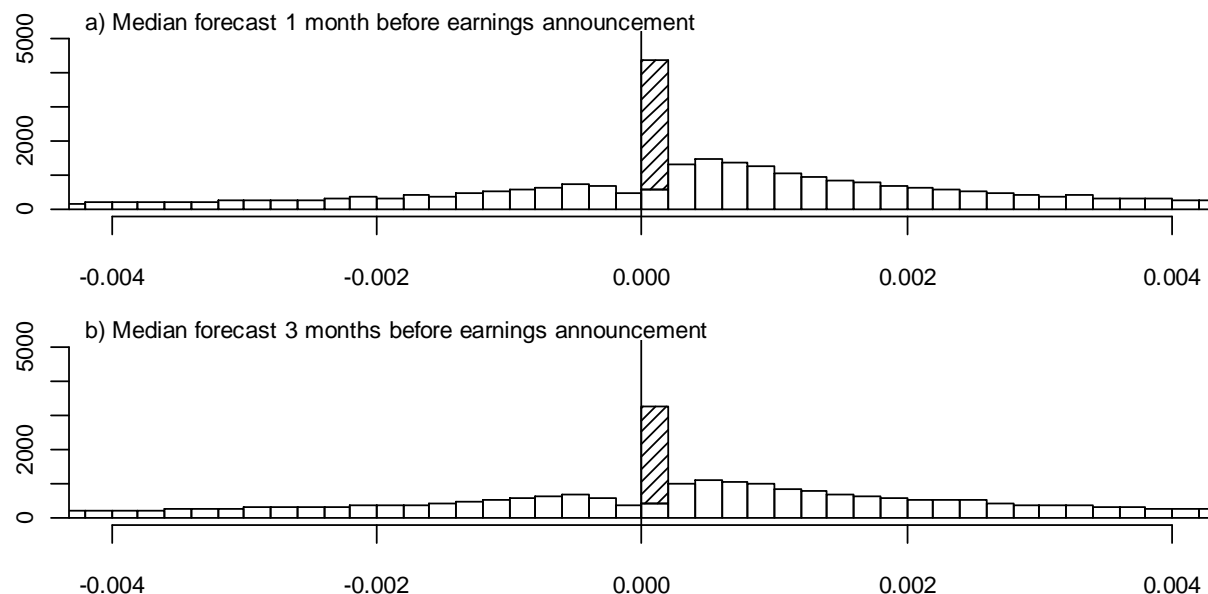 a) Median forecast 1 month before earnings announcement
5000
2000
0
-0.004 -0.002 0.000 0.002 0.004
b) Median forecast 3 months before earnings announcement
5000
2000
0
-0.004 -0.002 0.000 0.002 0.004